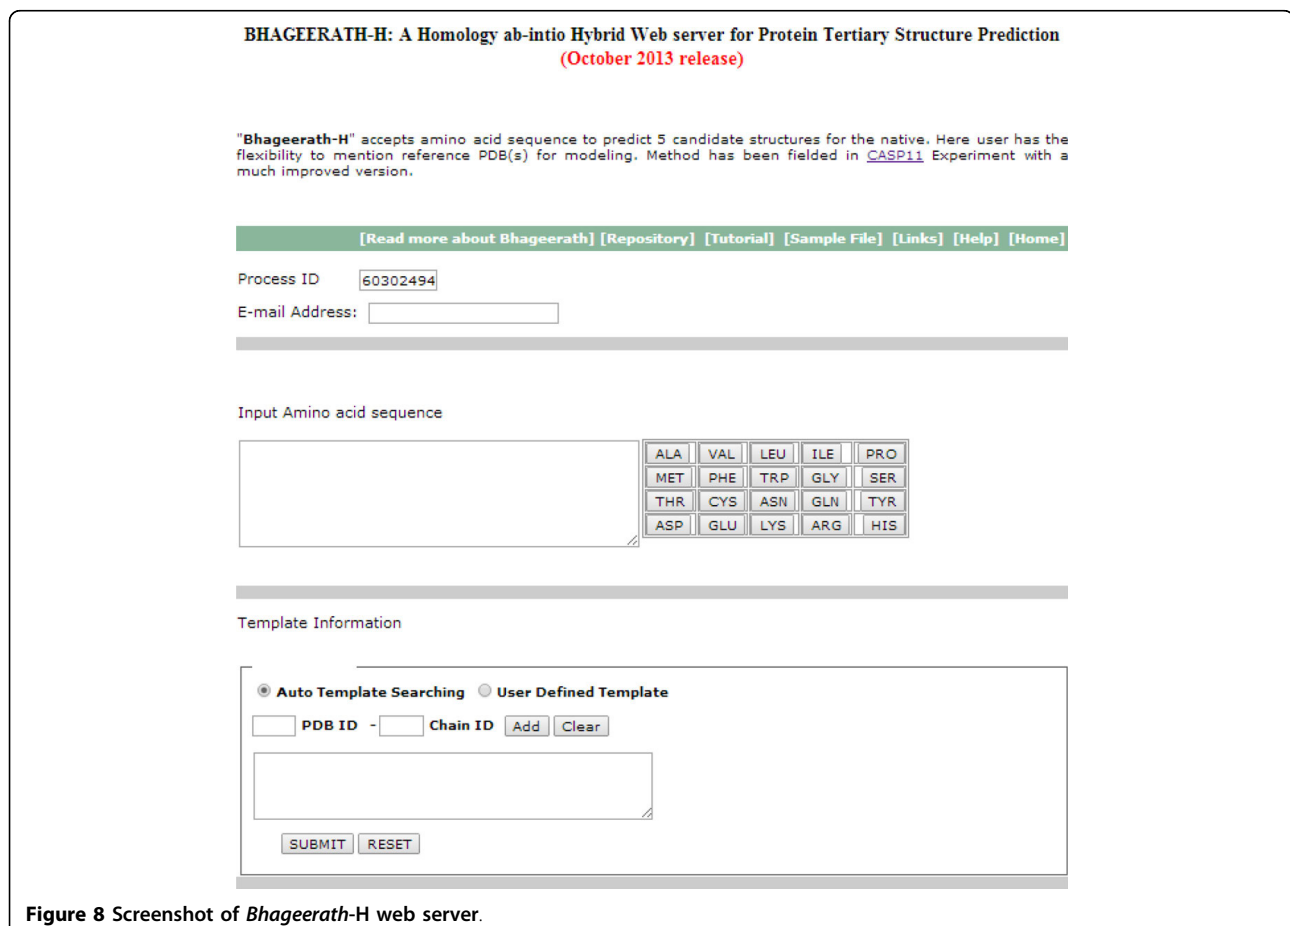 BHAGEERATH-H: A Homology ab-intio Hybrid Web server for Protein Tertiary Structure Prediction
(October 2013 release)
"Bhageerath-H" accepts amino acid sequence to predict 5 candidate structures for the native. Here user has the
flexibility to mention reference PDB(s) for modeling. Method has been fielded in CASP11 Experiment with a
much improved version.
[Read more about Bhageerath] [Repository] [Tutorial] [Sample File] [Links] [Help] [Home]
Process ID 60302494
E-mail Address:
Input Amino acid sequence
ALA VAL LEU ILE PRO
MET PHE TRP GLY SER
THR CYS ASN GLN TYR
ASP GLU LYS ARG HIS
Template Information
Auto Template Searching User Defined Template
PDB ID - Chain ID Add Clear
SUBMIT RESET
Figure 8 Screenshot of Bhageerath-H web server.